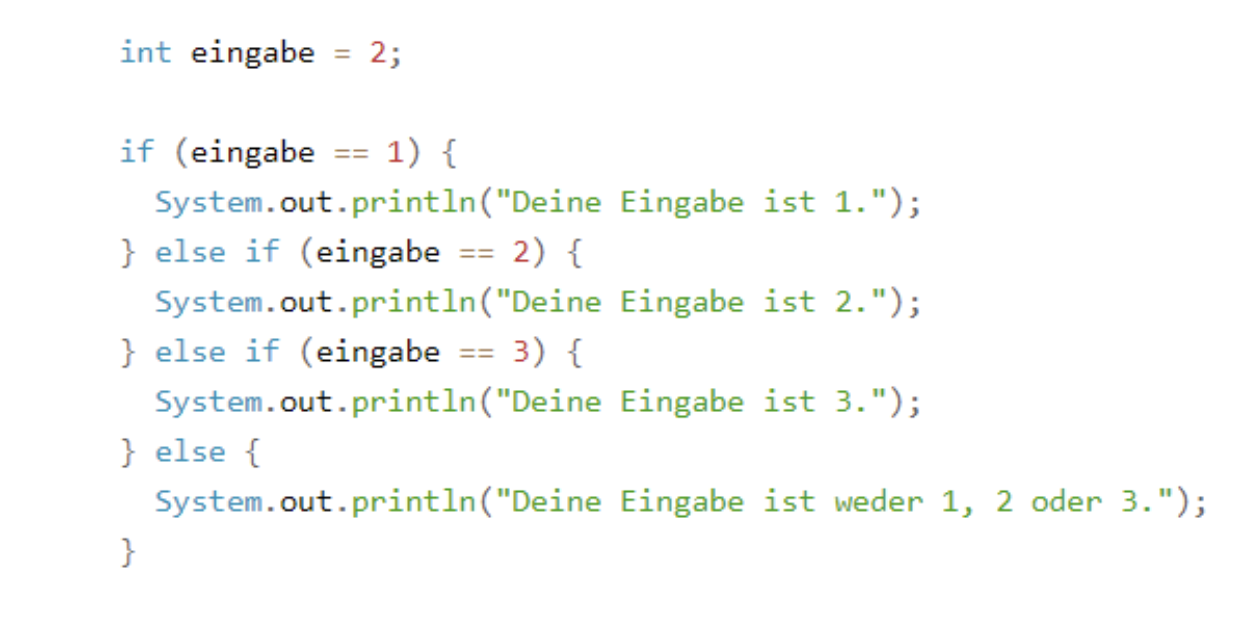 int eingabe = 2;
if (eingabe == 1) {
System.out.println("Deine Eingabe ist 1.");
} else if (eingabe == 2) {
System.out.println("Deine Eingabe ist 2.");
} else if (eingabe == 3) {
System.out.println("Deine Eingabe ist 3.");
} else {
System.out.println("Deine Eingabe ist weder 1, 2 oder 3.");
}